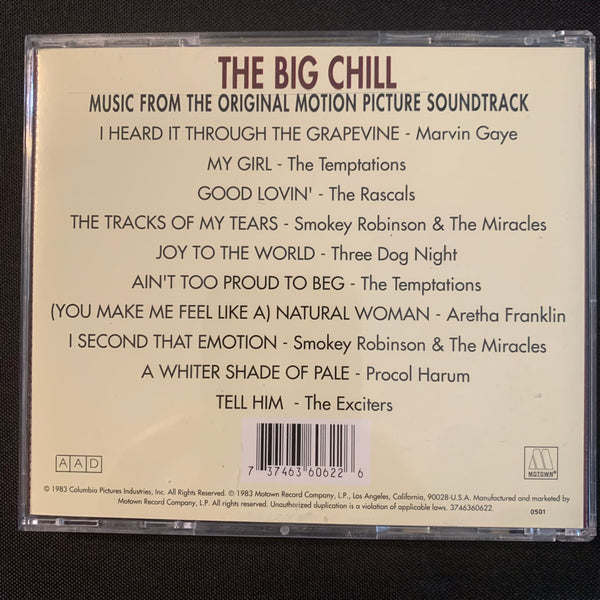 THE BIG CHILL
MUSIC FROM THE ORIGINAL MOTION PICTURE SOUNDTRACK
I HEARD IT THROUGH THE GRAPEVINE - Marvin Gaye
MY GIRL - The Temptations
GOOD LOVIN' - The Rascals
THE TRACKS OF MY TEARS - Smokey Robinson & The Miracles
JOY TO THE WORLD - Three Dog Night
AIN'T TOO PROUD TO BEG - The Temptations
(YOU MAKE ME FEEL LIKE A) NATURAL WOMAN - Aretha Franklin
I SECOND THAT EMOTION - Smokey Robinson & The Miracles
A WHITER SHADE OF PALE - Procol Harum
TELL HIM - The Exciters
A A D
7 37463 60622 6
M
MOTOWN®
© 1983 Columbia Pictures Industries, Inc. All Rights Reserved. ℗ 1983 Motown Record Company, L.P., Los Angeles, California, 90028-U.S.A. Manufactured and marketed by
Motown Record Company, L.P. All rights reserved. Unauthorized duplication is a violation of applicable laws. 3746360622.
0501